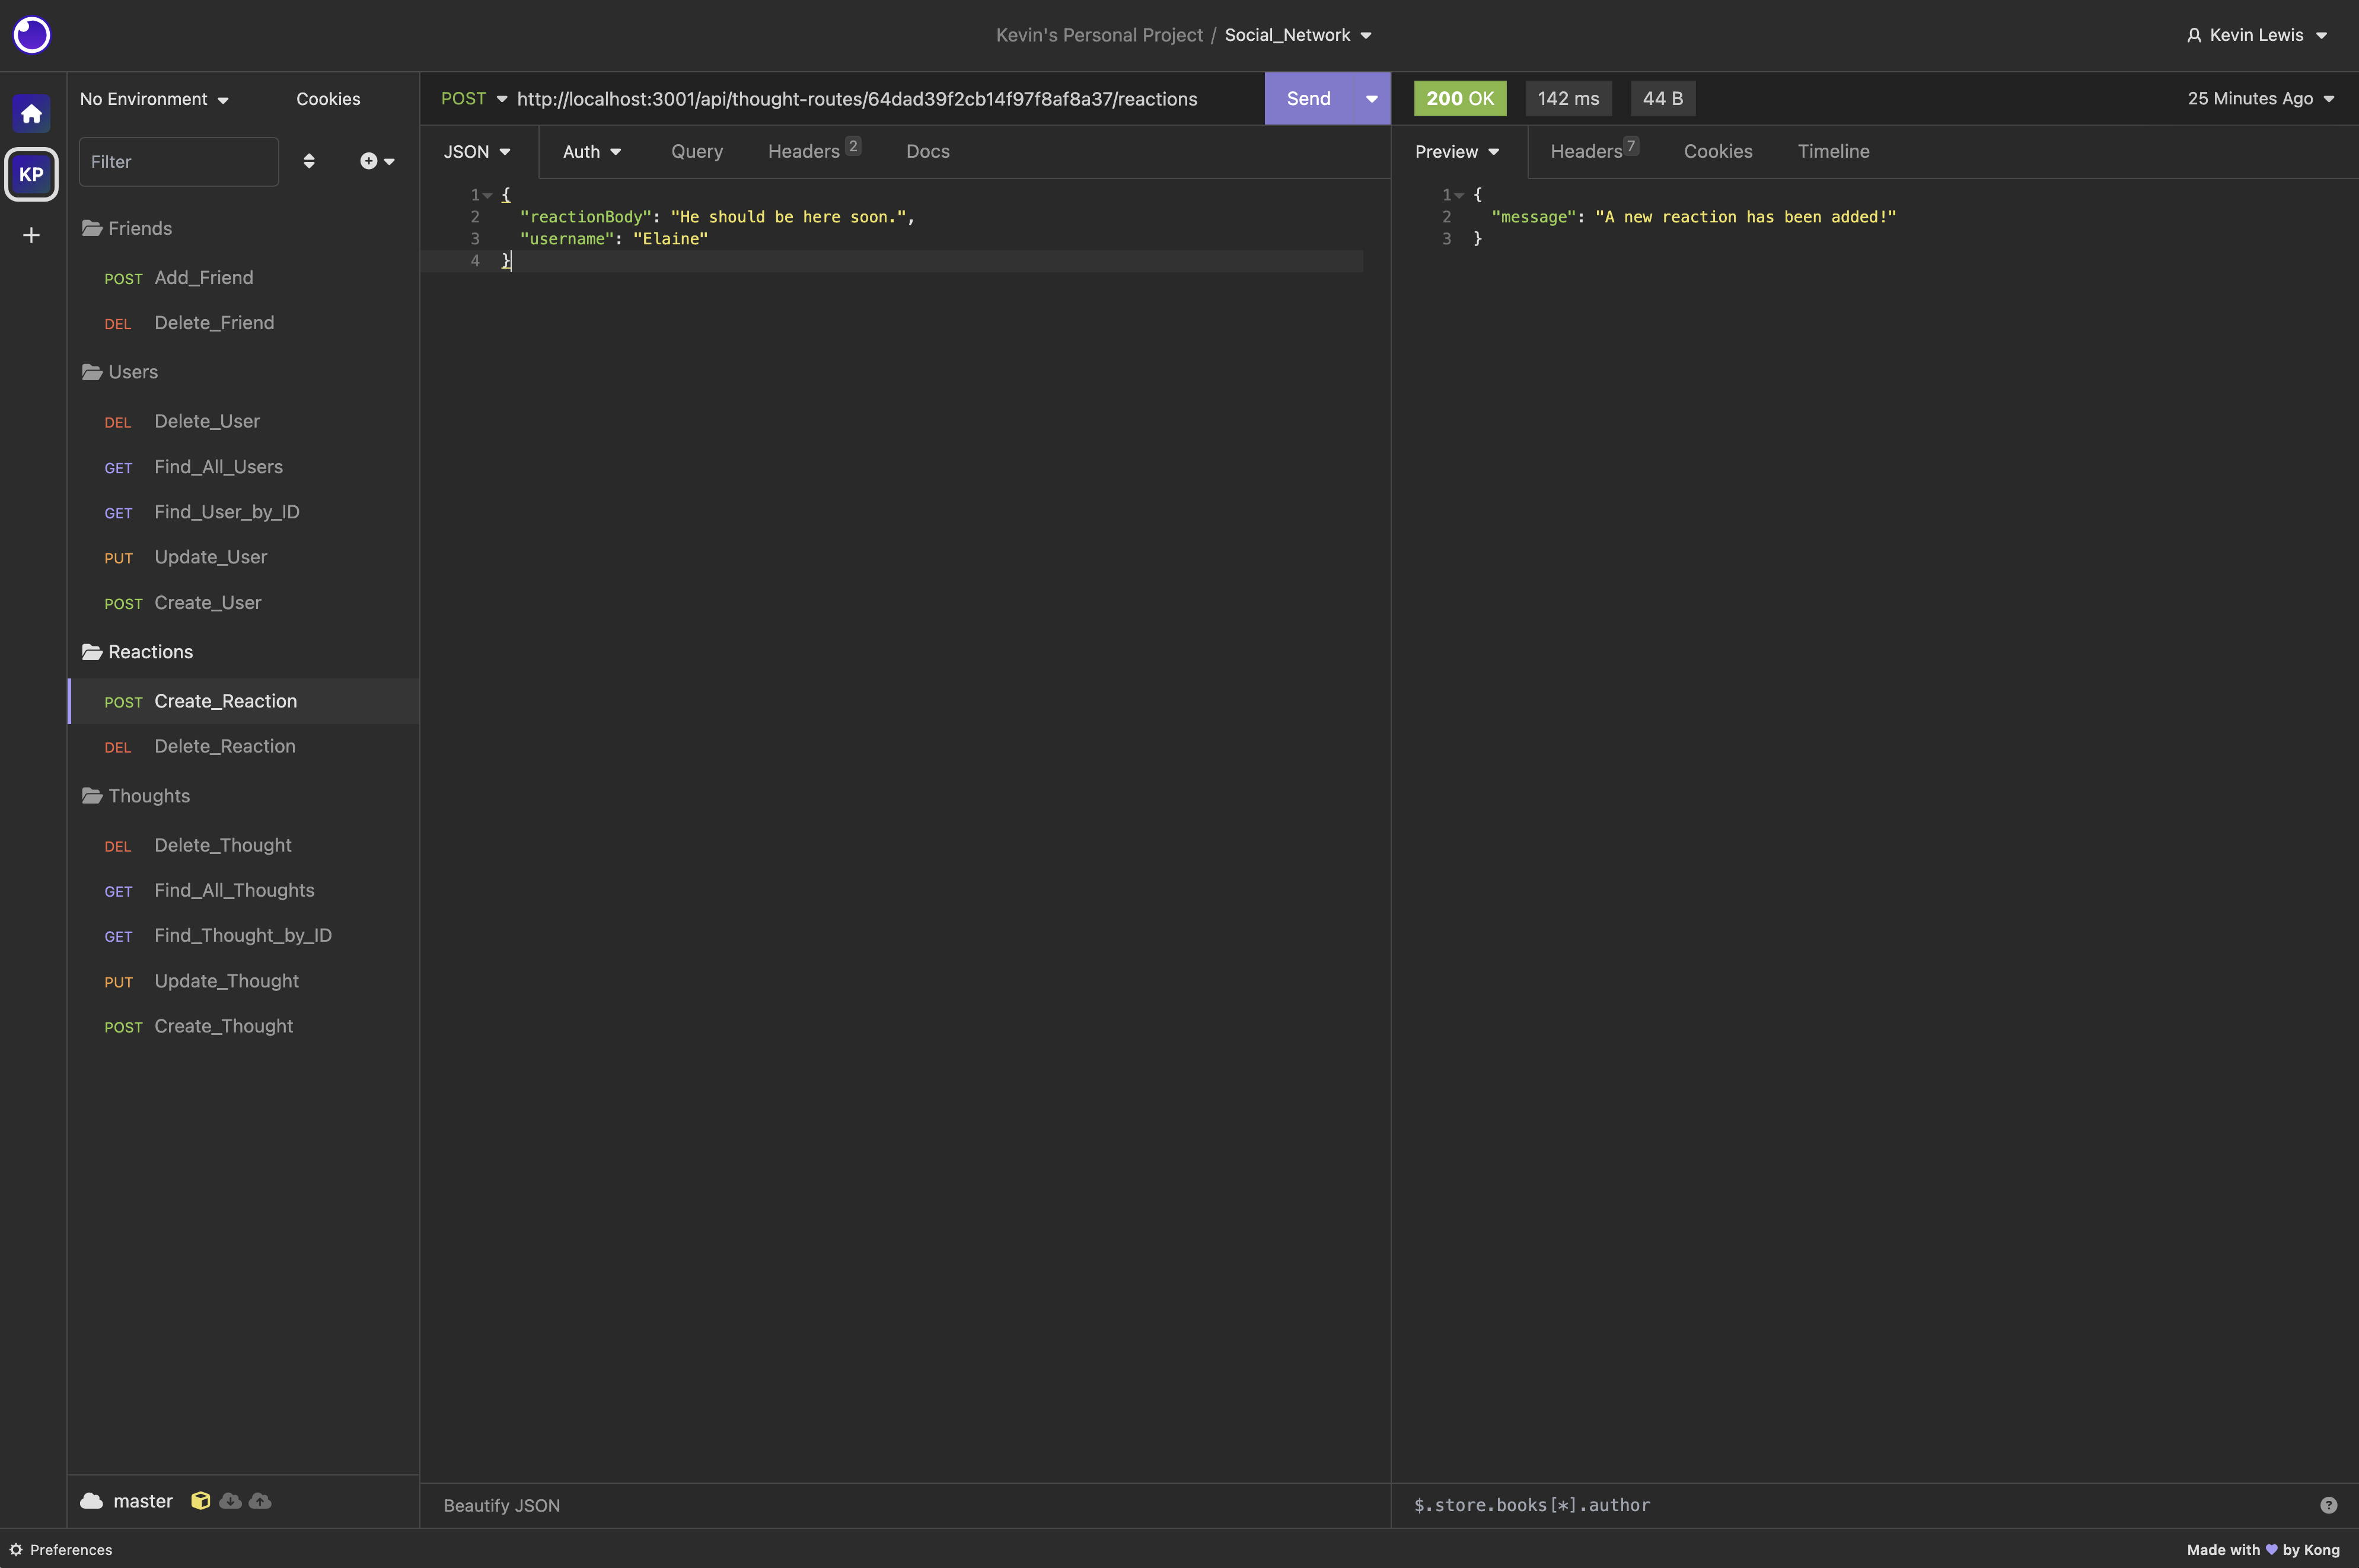 Kevin's Personal Project / Social_Network
Kevin Lewis
KP
No Environment
Cookies
Filter
Friends
POST Add_Friend
DEL Delete_Friend
Users
DEL Delete_User
GET Find_All_Users
GET Find_User_by_ID
PUT Update_User
POST Create_User
Reactions
POST Create_Reaction
DEL Delete_Reaction
Thoughts
DEL Delete_Thought
GET Find_All_Thoughts
GET Find_Thought_by_ID
PUT Update_Thought
POST Create_Thought
master
POST http://localhost:3001/api/thought-routes/64dad39f2cb14f97f8af8a37/reactions
Send
JSON Auth Query Headers 2 Docs
1 {
2 "reactionBody": "He should be here soon.",
3 "username": "Elaine"
4 }
Beautify JSON
200 OK 142 ms 44 B
25 Minutes Ago
Preview Headers 7 Cookies Timeline
1 {
2 "message": "A new reaction has been added!"
3 }
$.store.books[*].author
?
Preferences
Made with ♥ by Kong